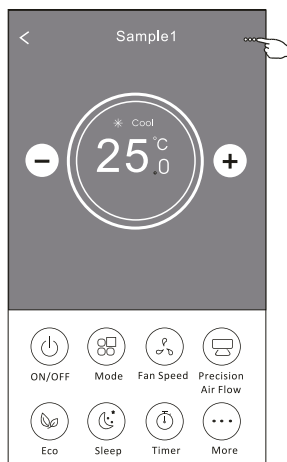 Sample1
Cool
25.0°C
ON/OFF Mode Fan Speed Precision
Air Flow
Eco Sleep Timer More